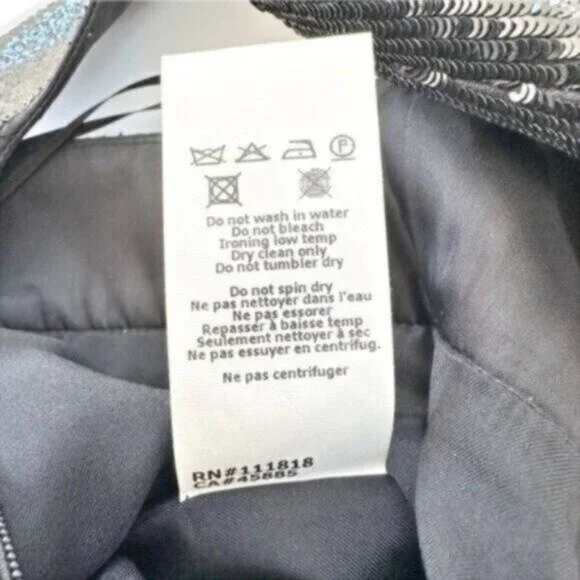 P
Do not wash in water
Do not bleach
Ironing low temp
Dry clean only
Do not tumbler dry
Do not spin dry
Ne pas nettoyer dans l'eau
Ne pas essorer
Repasser à baisse temp
Seulement nettoyer à sec
Ne pas essuyer en centrifug.
Ne pas centrifuger
RN#111818
CA#45885